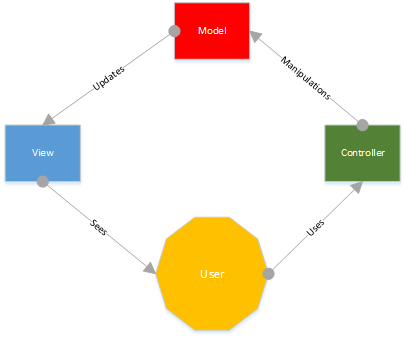 Model
Updates
Manipulations
View
Controller
Sees
Uses
User